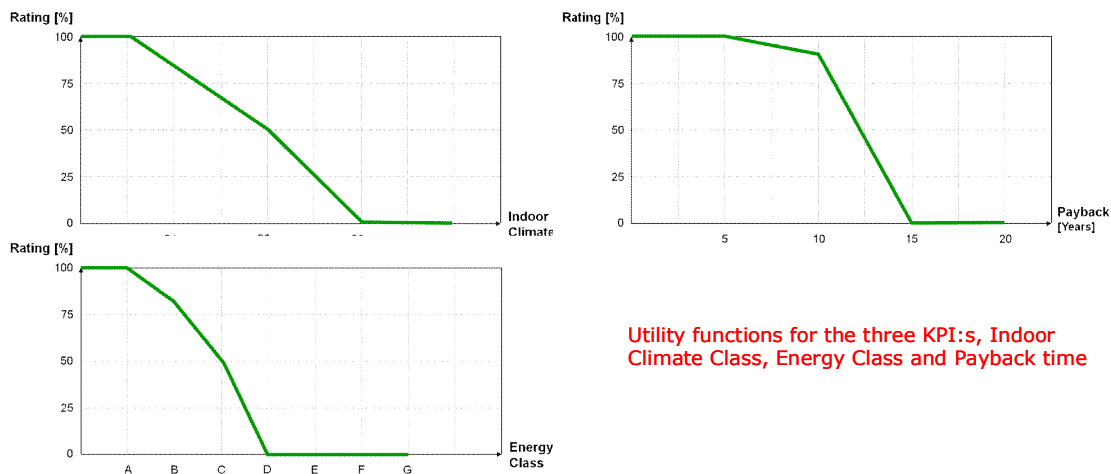 Rating [%]
100
75
50
25
0
Indoor
Climate
Rating [%]
100
75
50
25
0
5
10
15
20
Payback
[Years]
Rating [%]
100
75
50
25
0
A
B
C
D
E
F
G
Energy
Class
Utility functions for the three KPI:s, Indoor
Climate Class, Energy Class and Payback time